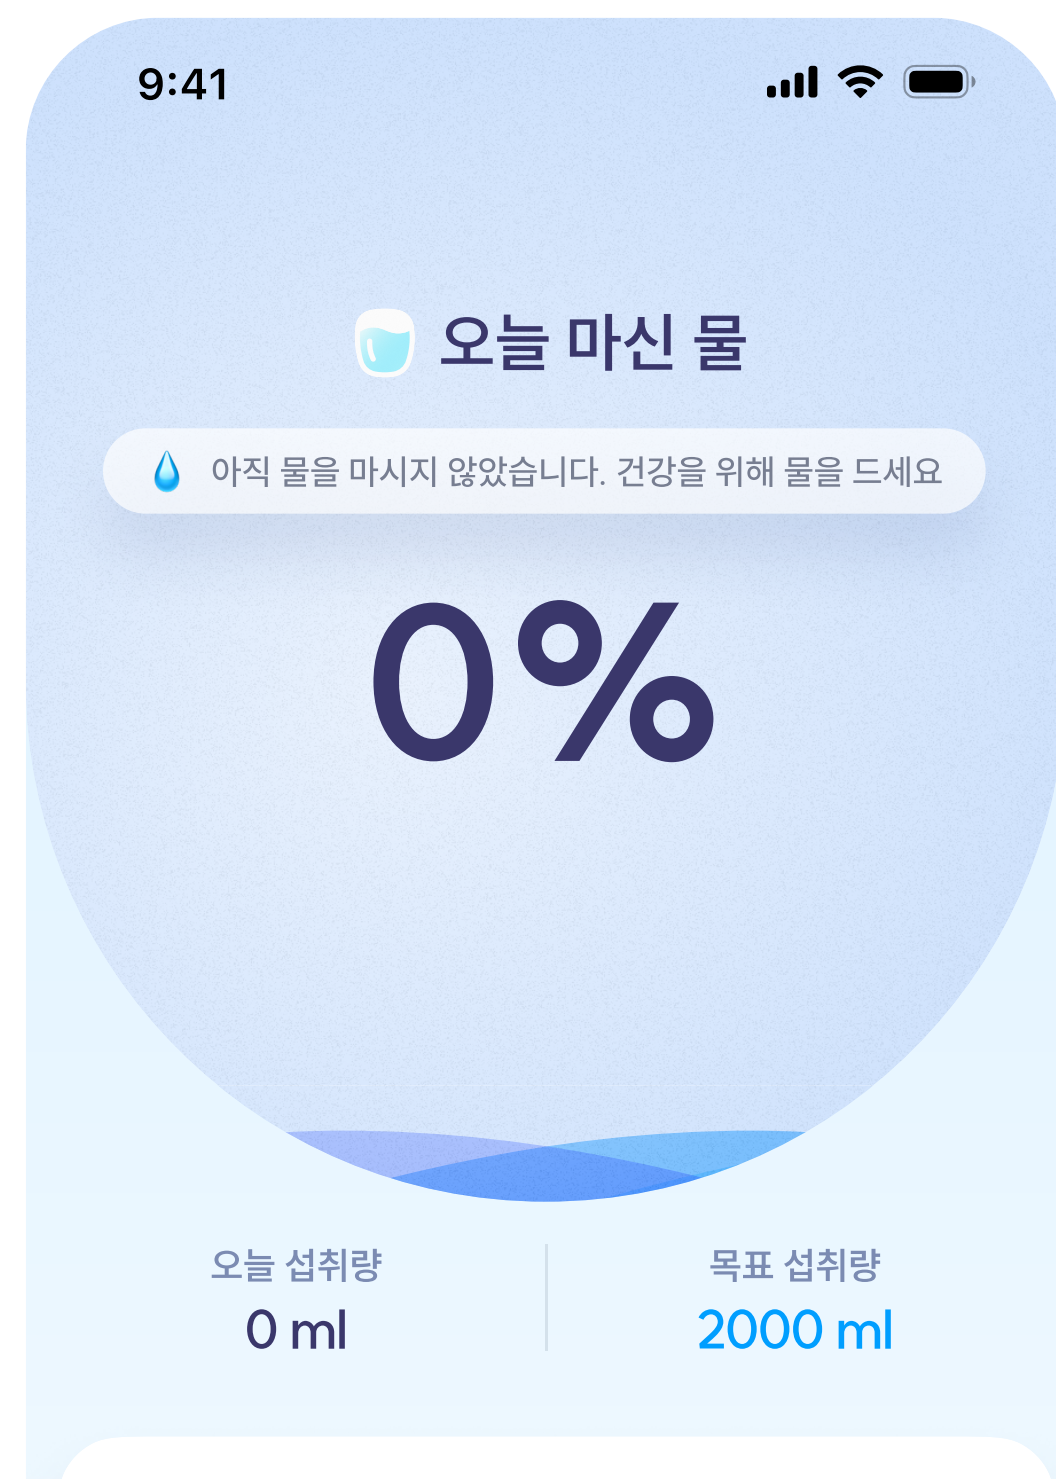 9:41
오늘 마신 물
아직 물을 마시지 않았습니다. 건강을 위해 물을 드세요
0%
오늘 섭취량
0 ml
목표 섭취량
2000 ml